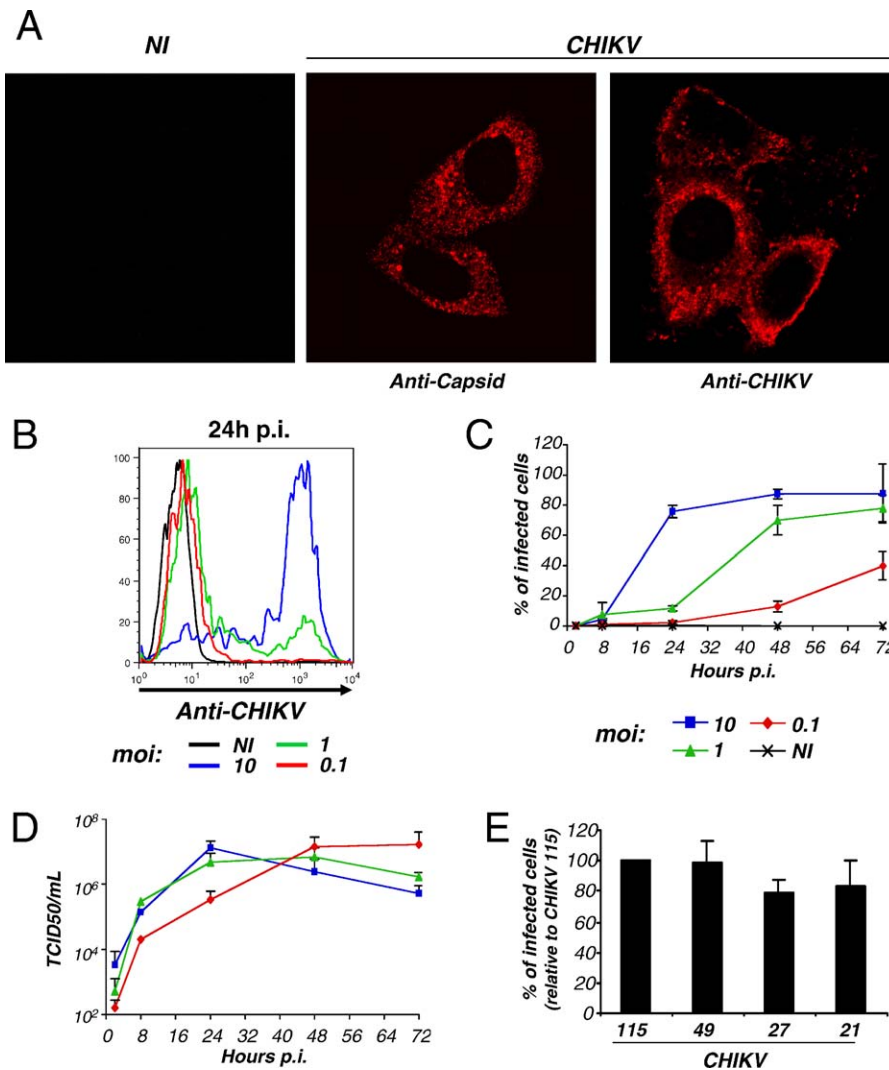 A
NI
CHIKV
Anti-Capsid
Anti-CHIKV
B
24h p.i.
100
80
60
40
20
0
10⁰ 10¹ 10² 10³ 10⁴
Anti-CHIKV
moi:
NI
1
10
0.1
C
% of infected cells
120
100
80
60
40
20
0
0 8 16 24 32 40 48 56 64 72
Hours p.i.
moi:
10
0.1
1
NI
D
TCID50/mL
10⁸
10⁶
10⁴
10²
0 8 16 24 32 40 48 56 64 72
Hours p.i.
E
% of infected cells
(relative to CHIKV 115)
120
100
80
60
40
20
0
115 49 27 21
CHIKV